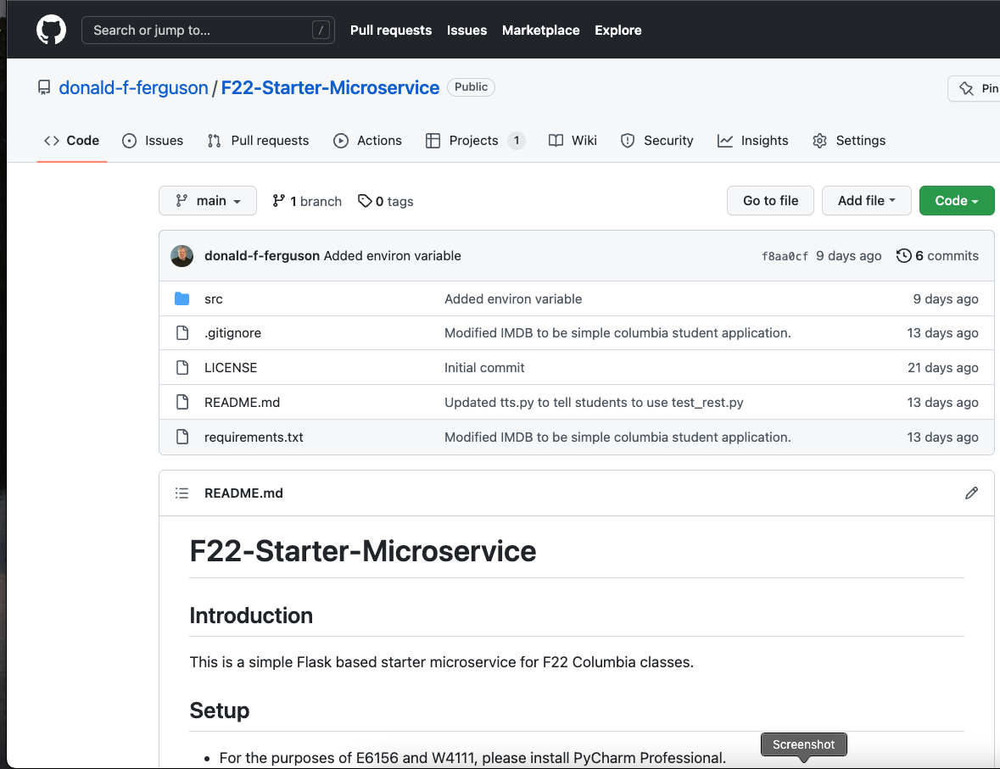 Search or jump to... / Pull requests Issues Marketplace Explore
donald-f-ferguson / F22-Starter-Microservice Public Pin
Code Issues Pull requests Actions Projects 1 Wiki Security Insights Settings
main 1 branch 0 tags Go to file Add file Code
donald-f-ferguson Added environ variable f8aa0cf 9 days ago 6 commits
src Added environ variable 9 days ago
.gitignore Modified IMDB to be simple columbia student application. 13 days ago
LICENSE Initial commit 21 days ago
README.md Updated tts.py to tell students to use test_rest.py 13 days ago
requirements.txt Modified IMDB to be simple columbia student application. 13 days ago
README.md
F22-Starter-Microservice
Introduction
This is a simple Flask based starter microservice for F22 Columbia classes.
Setup
Screenshot
• For the purposes of E6156 and W4111, please install PyCharm Professional.